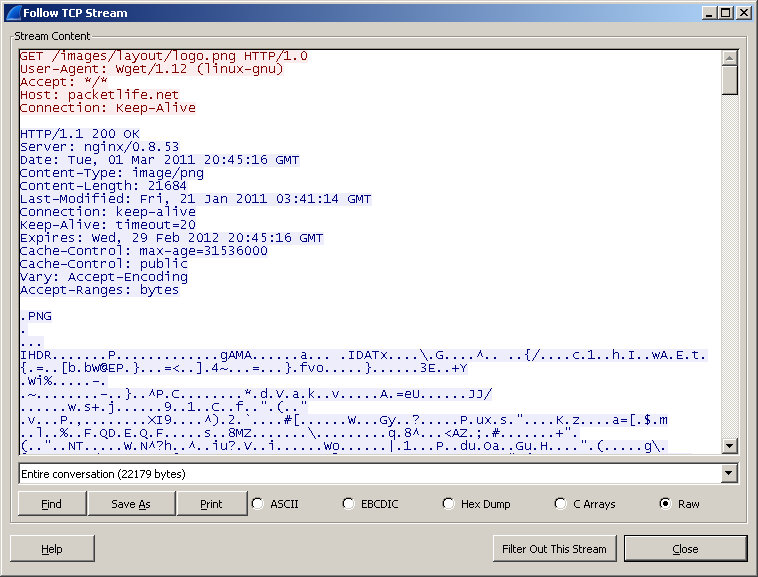 Follow TCP Stream
Stream Content
GET /images/layout/logo.png HTTP/1.0
User-Agent: Wget/1.12 (linux-gnu)
Accept: */*
Host: packetlife.net
Connection: Keep-Alive
HTTP/1.1 200 OK
Server: nginx/0.8.53
Date: Tue, 01 Mar 2011 20:45:16 GMT
Content-Type: image/png
Content-Length: 21684
Last-Modified: Fri, 21 Jan 2011 03:41:14 GMT
Connection: keep-alive
Keep-Alive: timeout=20
Expires: Wed, 29 Feb 2012 20:45:16 GMT
Cache-Control: max-age=31536000
Cache-Control: public
Vary: Accept-Encoding
Accept-Ranges: bytes
.PNG
.
...
IHDR.......P.............gAMA......a... .IDATx....\.G....^.. ..{/....c.1..h.I..wA.E.t.
{.=..[b.bW@EP.}...=<..].4~...=...}.fvo.....}......3E..+Y
.Wi%.....-.
.~........-..}..^P.C........*.d.V.a.k..v.....A.=eU......JJ/
......w.s+.j......9..1..C..f..".(.."
.v...P.,........XI9....^).2.`....#[......W...Gy..?.....P.ux.s."....K.z....a=[.$.m
..l..%..F.QD.E.Q.F.....s..8MZ.......\.........q.8^...<AZ.;.#.......+".
(.."..NT.....W.N^?h..^..iu?.V..i......Wo......|.1...P..du.Oa..Gu.H....".(.....g\.
Entire conversation (22179 bytes)
Find Save As Print ASCII EBCDIC Hex Dump C Arrays Raw
Help Filter Out This Stream Close